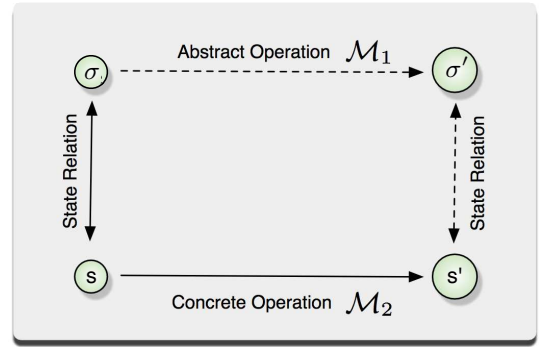 Abstract Operation ℳ₁
σ
σ′
State Relation
State Relation
s
s'
Concrete Operation ℳ₂